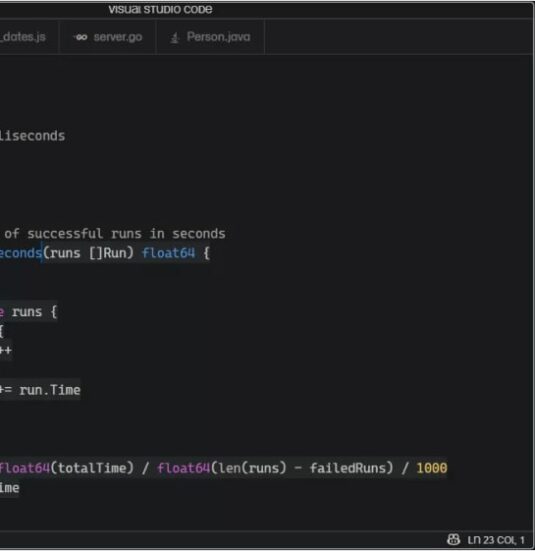 VISUAL STUDIO CODE
_dates.js server.go Person.java
liseconds
of successful runs in seconds
econds(runs []Run) float64 {
e runs {
{
++
+= run.Time
float64(totalTime) / float64(len(runs) - failedRuns) / 1000
ime
LN 23 COL 1